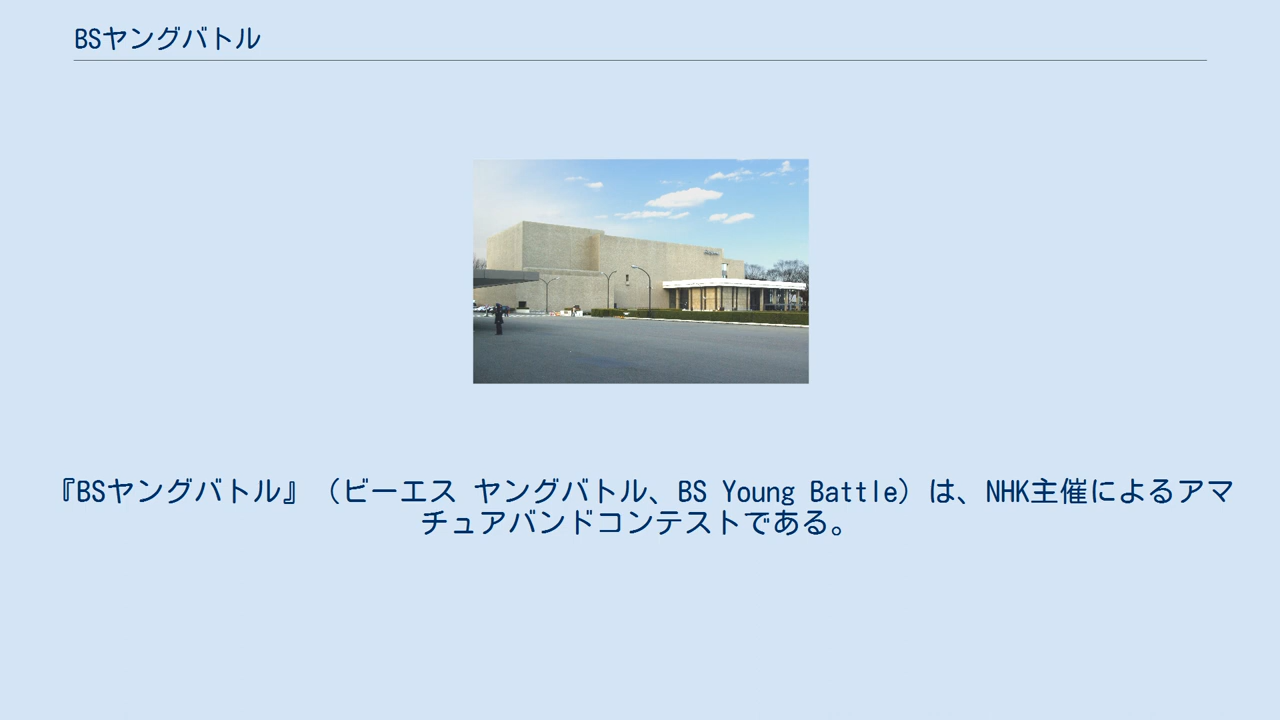 BSヤングバトル
『BSヤングバトル』（ビーエス ヤングバトル、BS Young Battle）は、NHK主催によるアマ
チュアバンドコンテストである。